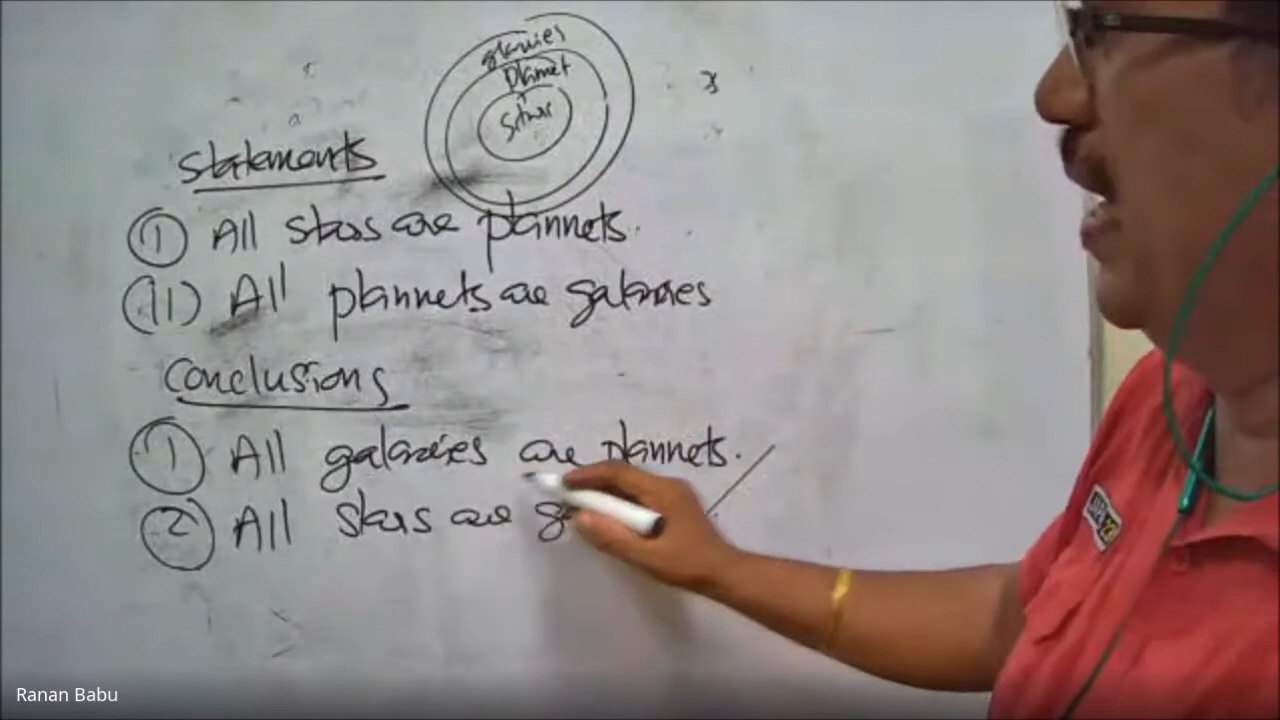 galaxies
Planet
Stars
Statements
(I) All stars are plannets.
(II) All plannets are galaxies
Conclusions
(1) All galaxies are plannets.
(2) All stars are
Ranan Babu